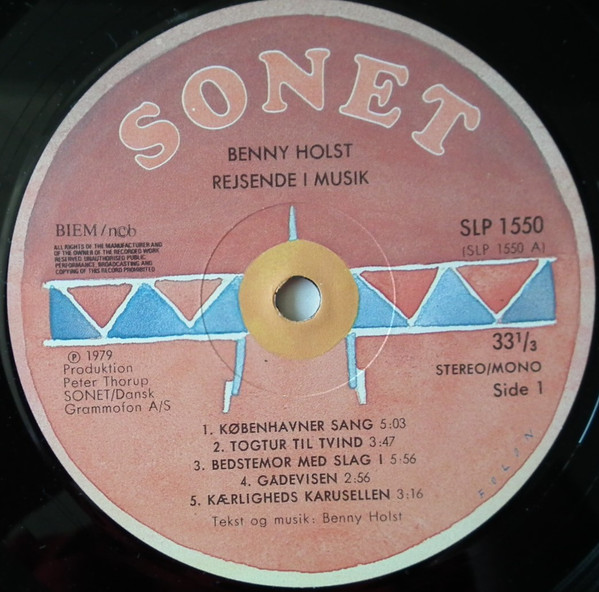 SONET
BENNY HOLST
REJSENDE I MUSIK
BIEM/ncb
ALL RIGHTS OF THE MANUFACTURER AND
OF THE OWNER OF THE RECORDED WORK
RESERVED. UNAUTHORISED PUBLIC
PERFORMANCE, BROADCASTING AND
COPYING OF THIS RECORD PROHIBITED
SLP 1550
(SLP 1550 A)
℗ 1979
Produktion
Peter Thorup
SONET/Dansk
Grammofon A/S
33 1/3
STEREO/MONO
Side 1
1. KØBENHAVNER SANG 5:03
2. TOGTUR TIL TVIND 3:47
3. BEDSTEMOR MED SLAG I 5:56
4. GADEVISEN 2:56
5. KÆRLIGHEDS KARUSELLEN 3:16
Tekst og musik: Benny Holst